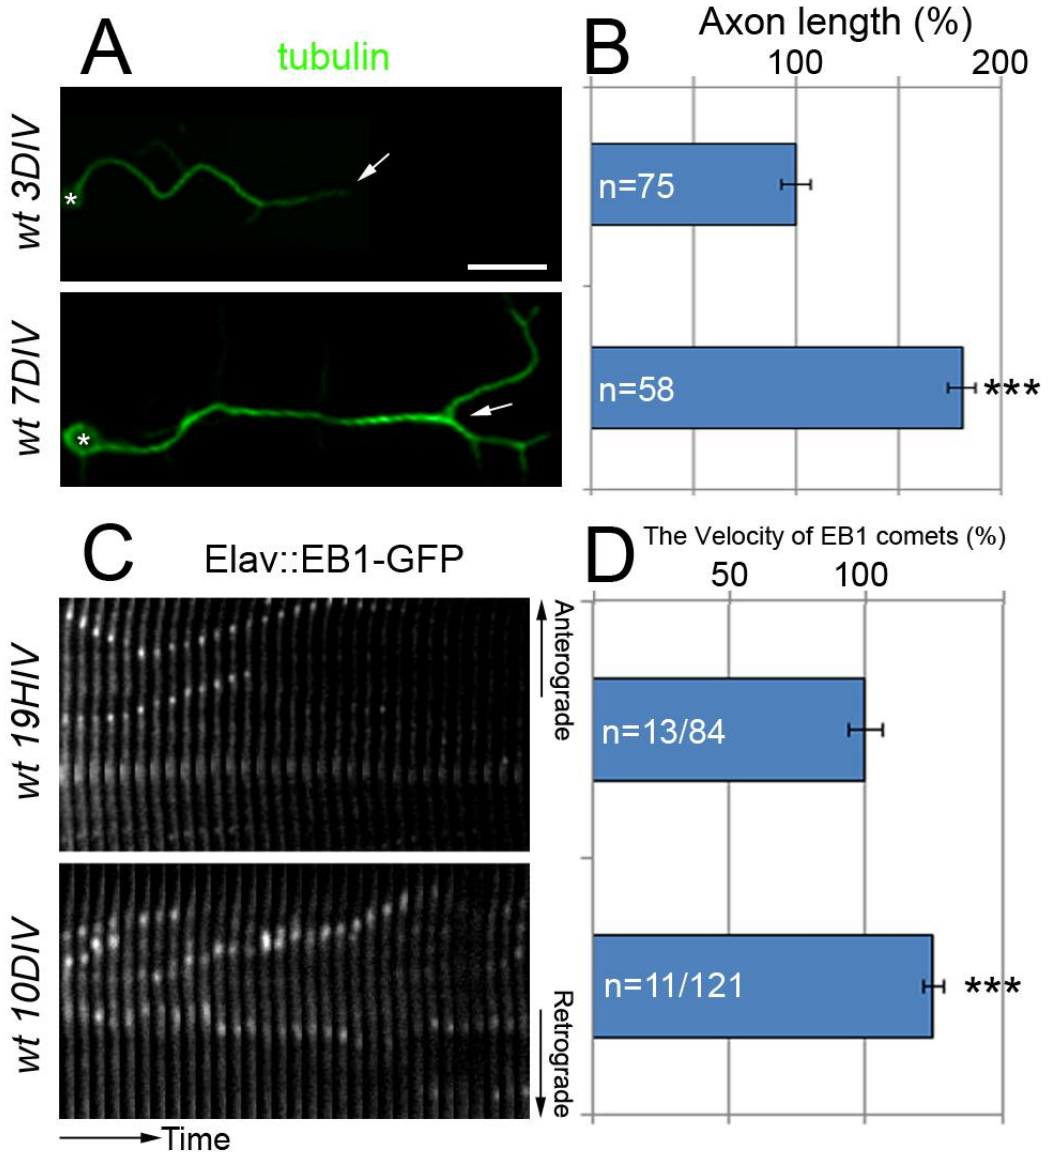 A
tubulin
wt 3DIV
*
wt 7DIV
*
B
Axon length (%)
100 200
n=75
n=58
***
C
Elav::EB1-GFP
wt 19HIV
wt 10DIV
Anterograde
Retrograde
Time
D
The Velocity of EB1 comets (%)
50 100
n=13/84
n=11/121
***